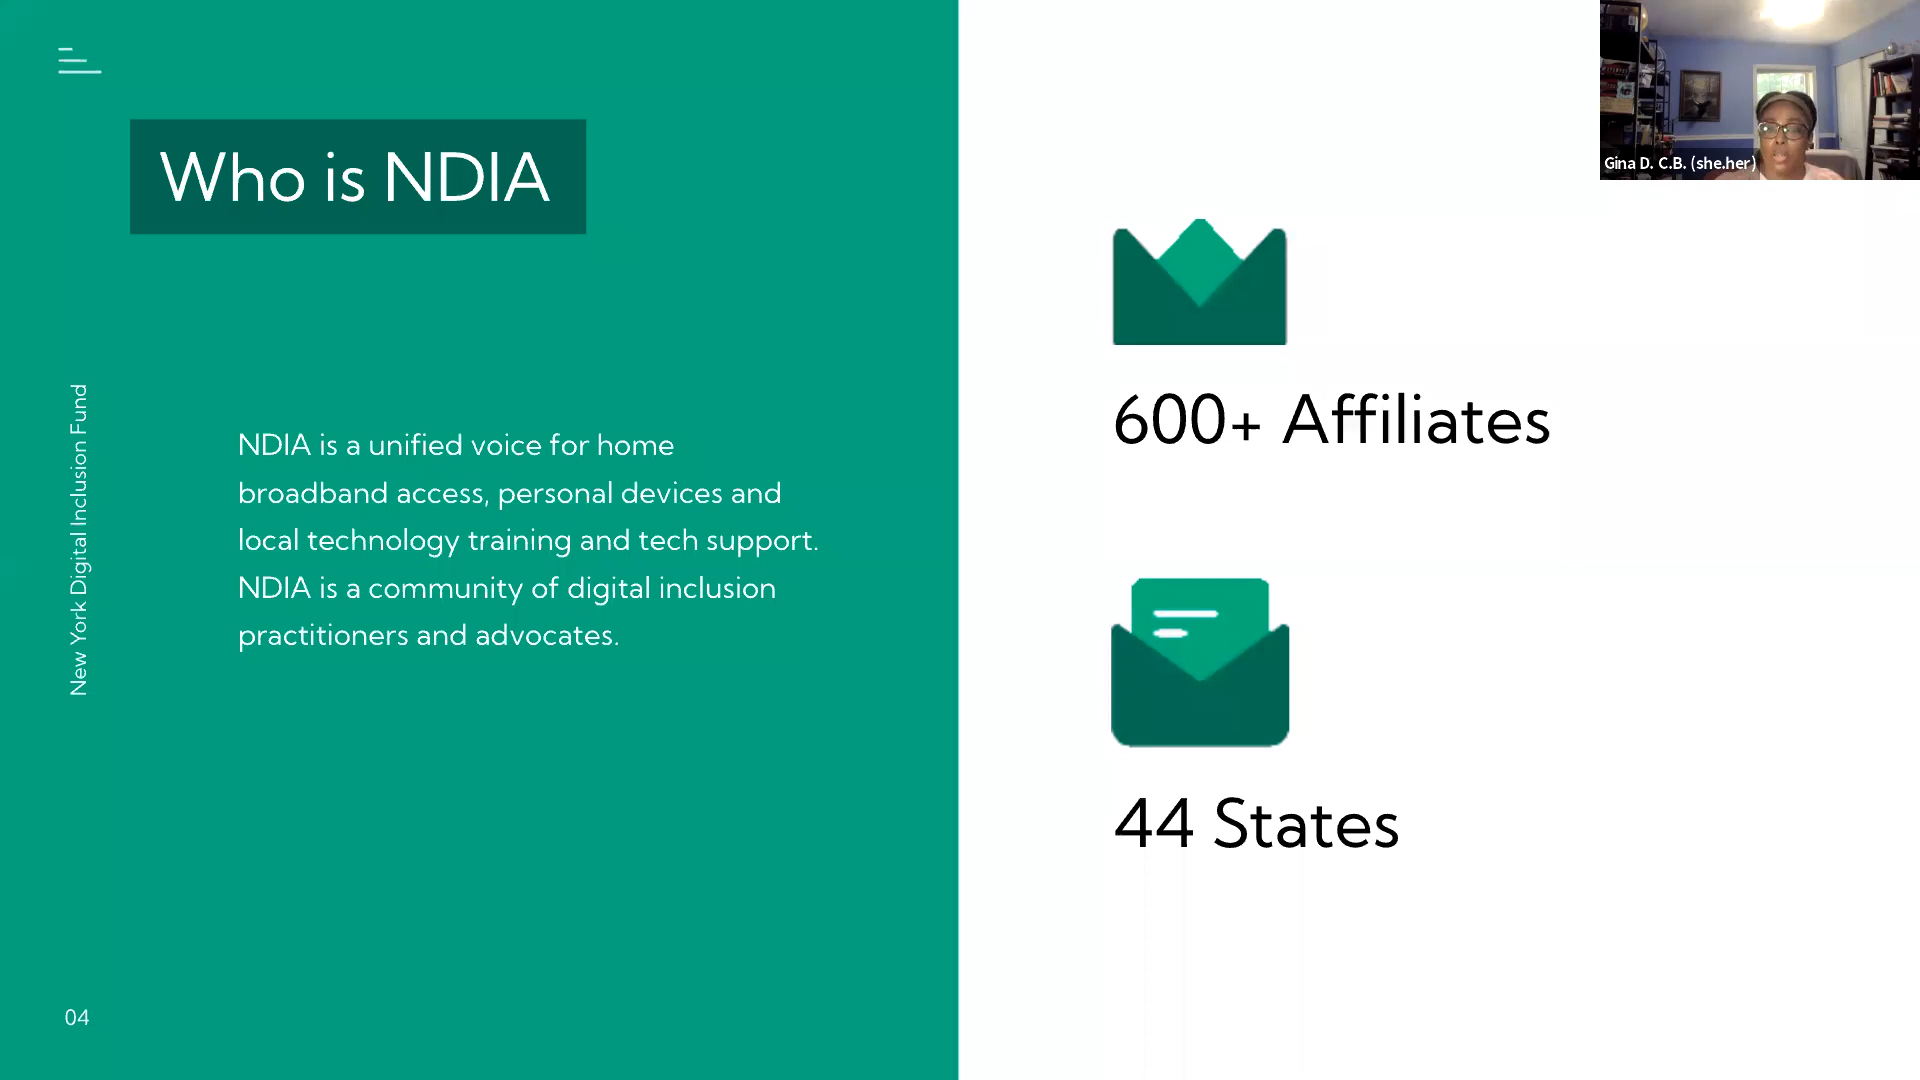 Who is NDIA
New York Digital Inclusion Fund
NDIA is a unified voice for home
broadband access, personal devices and
local technology training and tech support.
NDIA is a community of digital inclusion
practitioners and advocates.
04
600+ Affiliates
44 States
Gina D. C.B. (she.her)